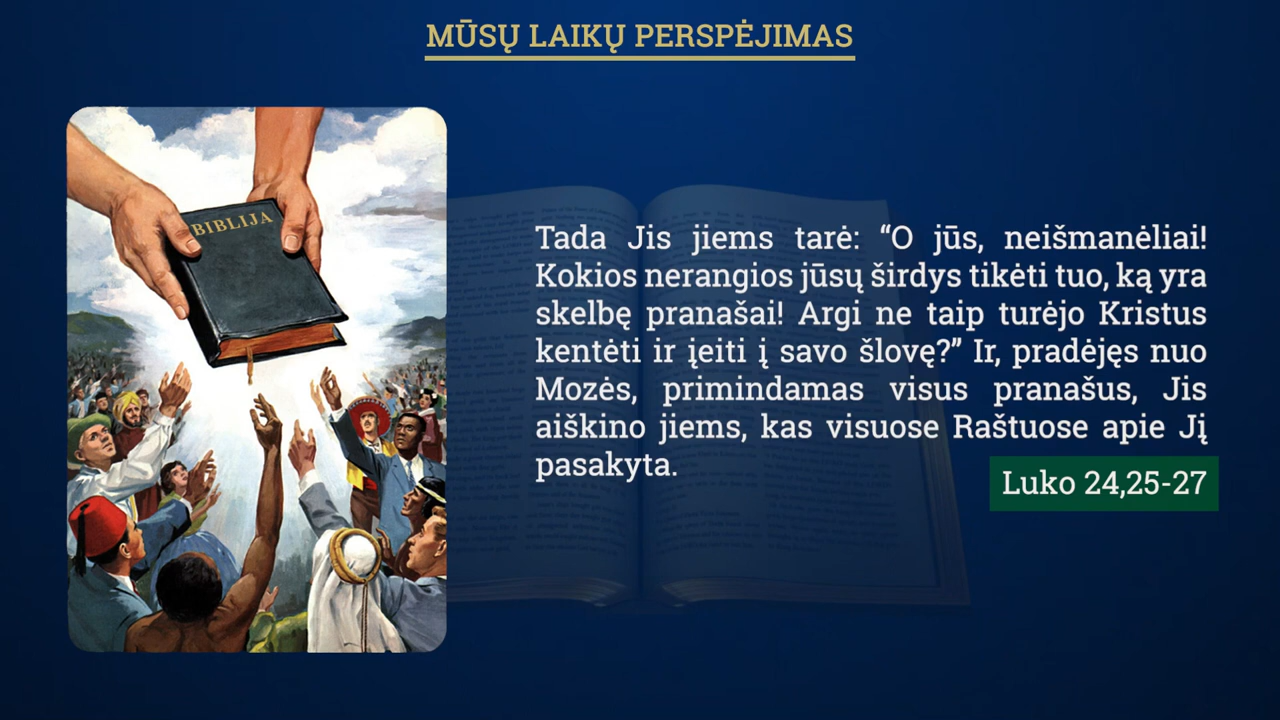 MŪSŲ LAIKŲ PERSPĖJIMAS
BIBLIJA
Tada Jis jiems tarė: “O jūs, neišmanėliai!
Kokios nerangios jūsų širdys tikėti tuo, ką yra
skelbę pranašai! Argi ne taip turėjo Kristus
kentėti ir įeiti į savo šlovę?” Ir, pradėjęs nuo
Mozės, primindamas visus pranašus, Jis
aiškino jiems, kas visuose Raštuose apie Jį
pasakyta.
Luko 24,25-27